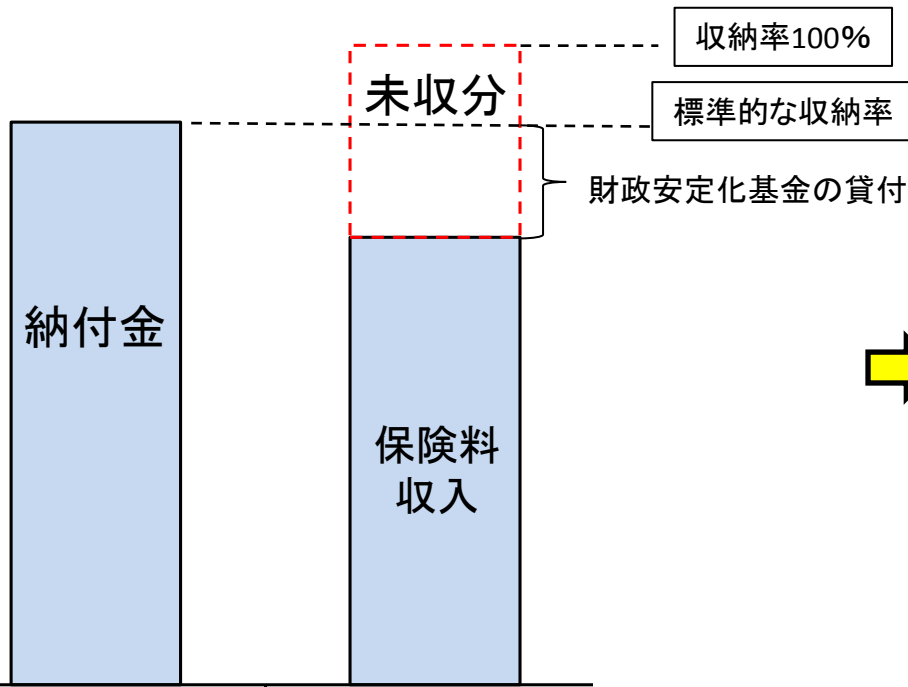 収納率100%
未収分
標準的な収納率
財政安定化基金の貸付
納付金
保険料
収入